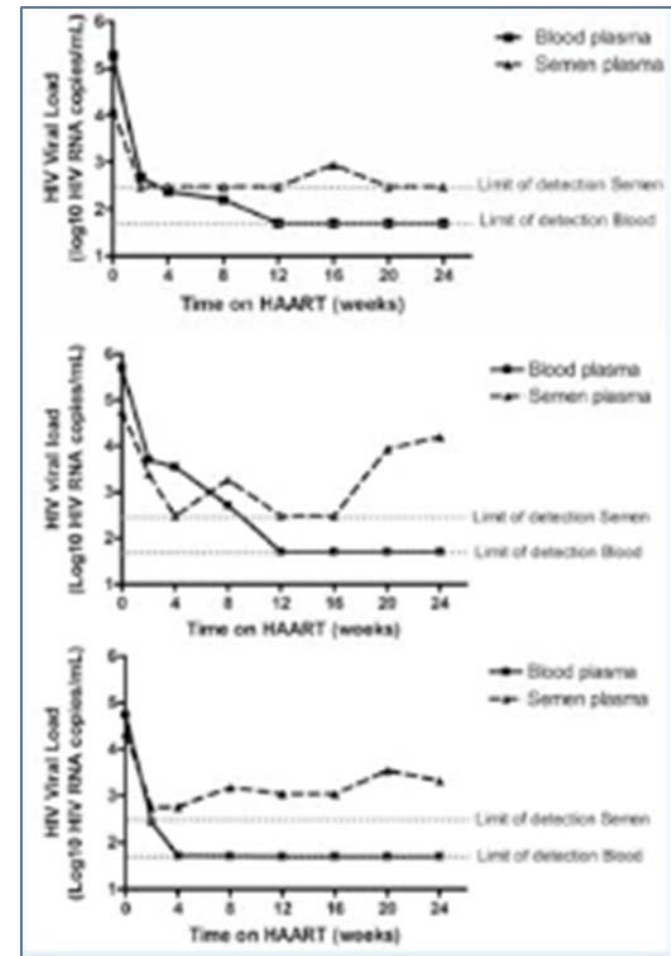 HIV Viral Load
(log10 HIV RNA copies/mL)
6
5
4
3
2
1
Blood plasma
Semen plasma
Limit of detection Semen
Limit of detection Blood
0 4 8 12 16 20 24
Time on HAART (weeks)
HIV viral load
(Log10 HIV RNA copies/mL)
6
5
4
3
2
1
Blood plasma
Semen plasma
Limit of detection Semen
Limit of detection Blood
0 4 8 12 16 20 24
Time on HAART (weeks)
HIV Viral Load
(Log10 HIV RNA copies/mL)
6
5
4
3
2
1
Blood plasma
Semen plasma
Limit of detection Semen
Limit of detection Blood
0 4 8 12 16 20 24
Time on HAART (weeks)